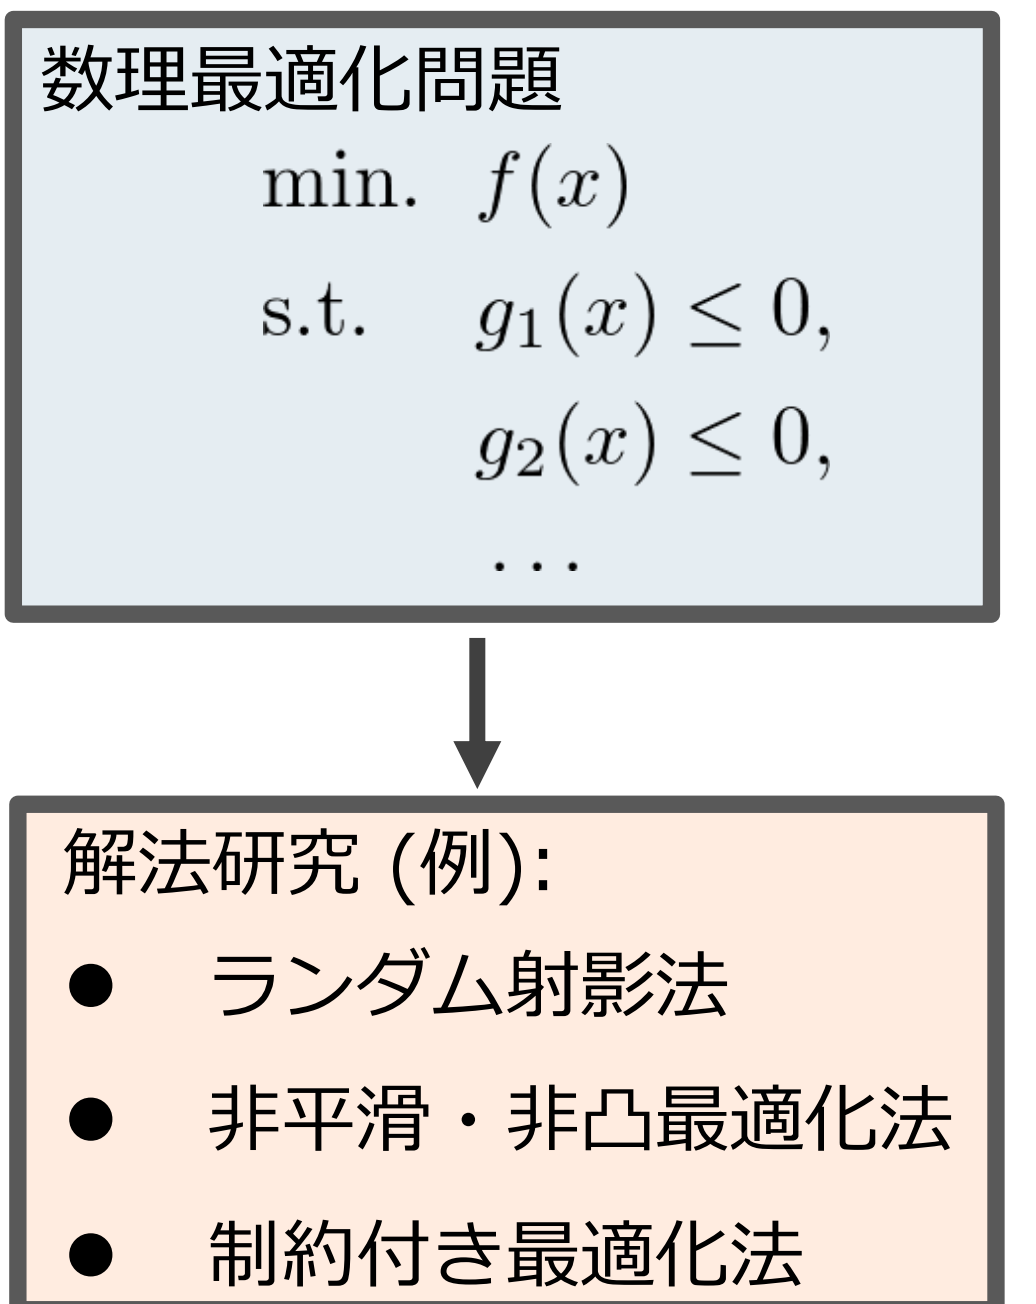 数理最適化問題
min. f(x)
s.t. g₁(x) ≤ 0,
g₂(x) ≤ 0,
...
解法研究 (例):
● ランダム射影法
● 非平滑・非凸最適化法
● 制約付き最適化法